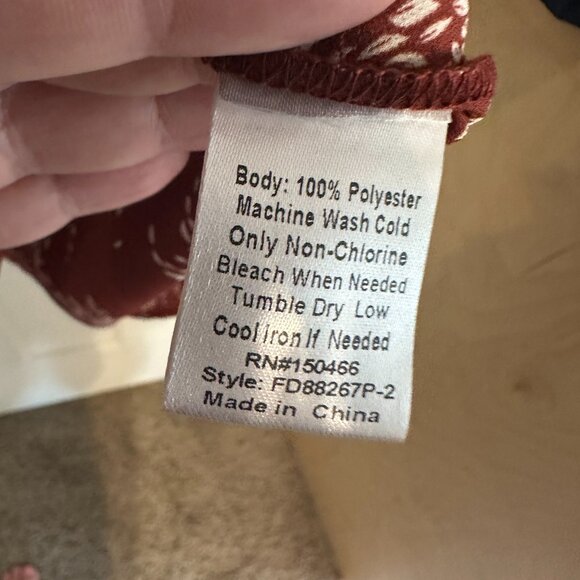 Body: 100% Polyester
Machine Wash Cold
Only Non-Chlorine
Bleach When Needed
Tumble Dry Low
Cool iron If Needed
RN#150466
Style: FD88267P-2
Made in China